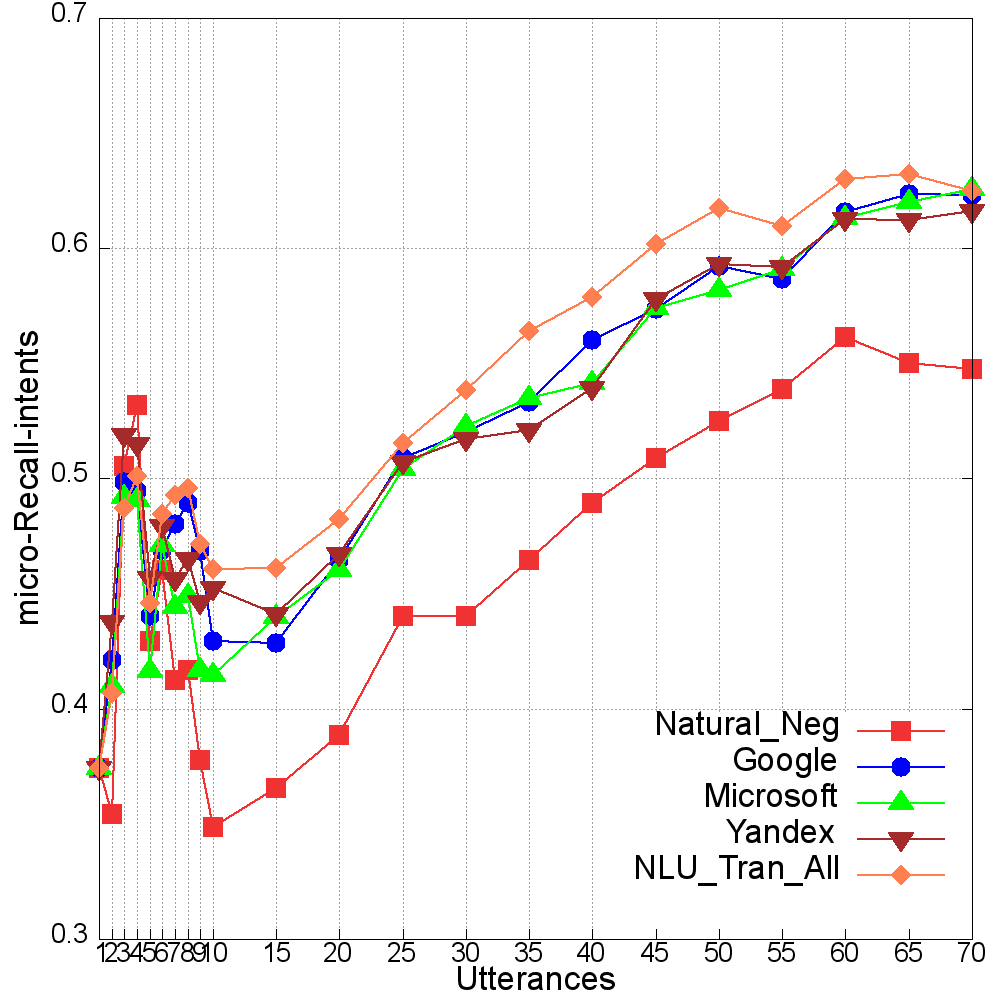 0.7
0.6
0.5
0.4
0.3
micro-Recall-intents
Natural_Neg
Google
Microsoft
Yandex
NLU_Tran_All
1 2 3 4 5 6 7 8 9 10 15 20 25 30 35 40 45 50 55 60 65 70
Utterances